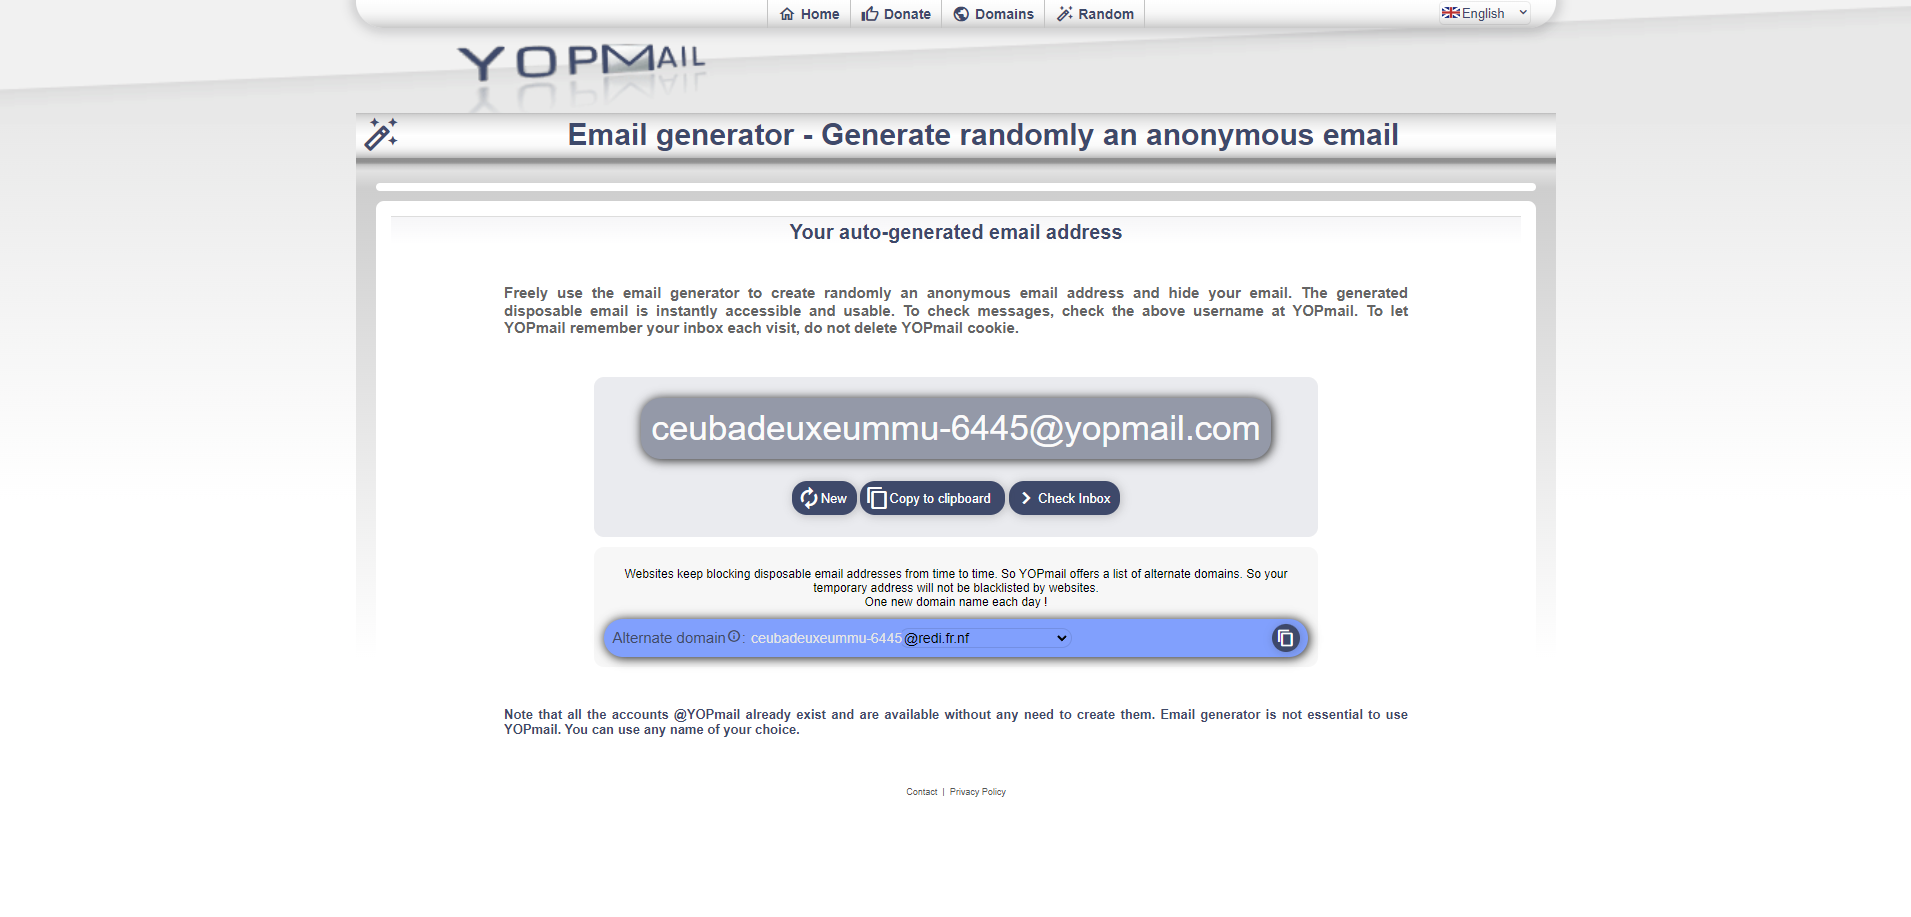 Home Donate Domains Random English
YOPMAIL
Email generator - Generate randomly an anonymous email
Your auto-generated email address
Freely use the email generator to create randomly an anonymous email address and hide your email. The generated
disposable email is instantly accessible and usable. To check messages, check the above username at YOPmail. To let
YOPmail remember your inbox each visit, do not delete YOPmail cookie.
ceubadeuxeummu-6445@yopmail.com
New Copy to clipboard Check Inbox
Websites keep blocking disposable email addresses from time to time. So YOPmail offers a list of alternate domains. So your
temporary address will not be blacklisted by websites.
One new domain name each day !
Alternate domain : ceubadeuxeummu-6445 @redi.fr.nf
Note that all the accounts @YOPmail already exist and are available without any need to create them. Email generator is not essential to use
YOPmail. You can use any name of your choice.
Contact | Privacy Policy